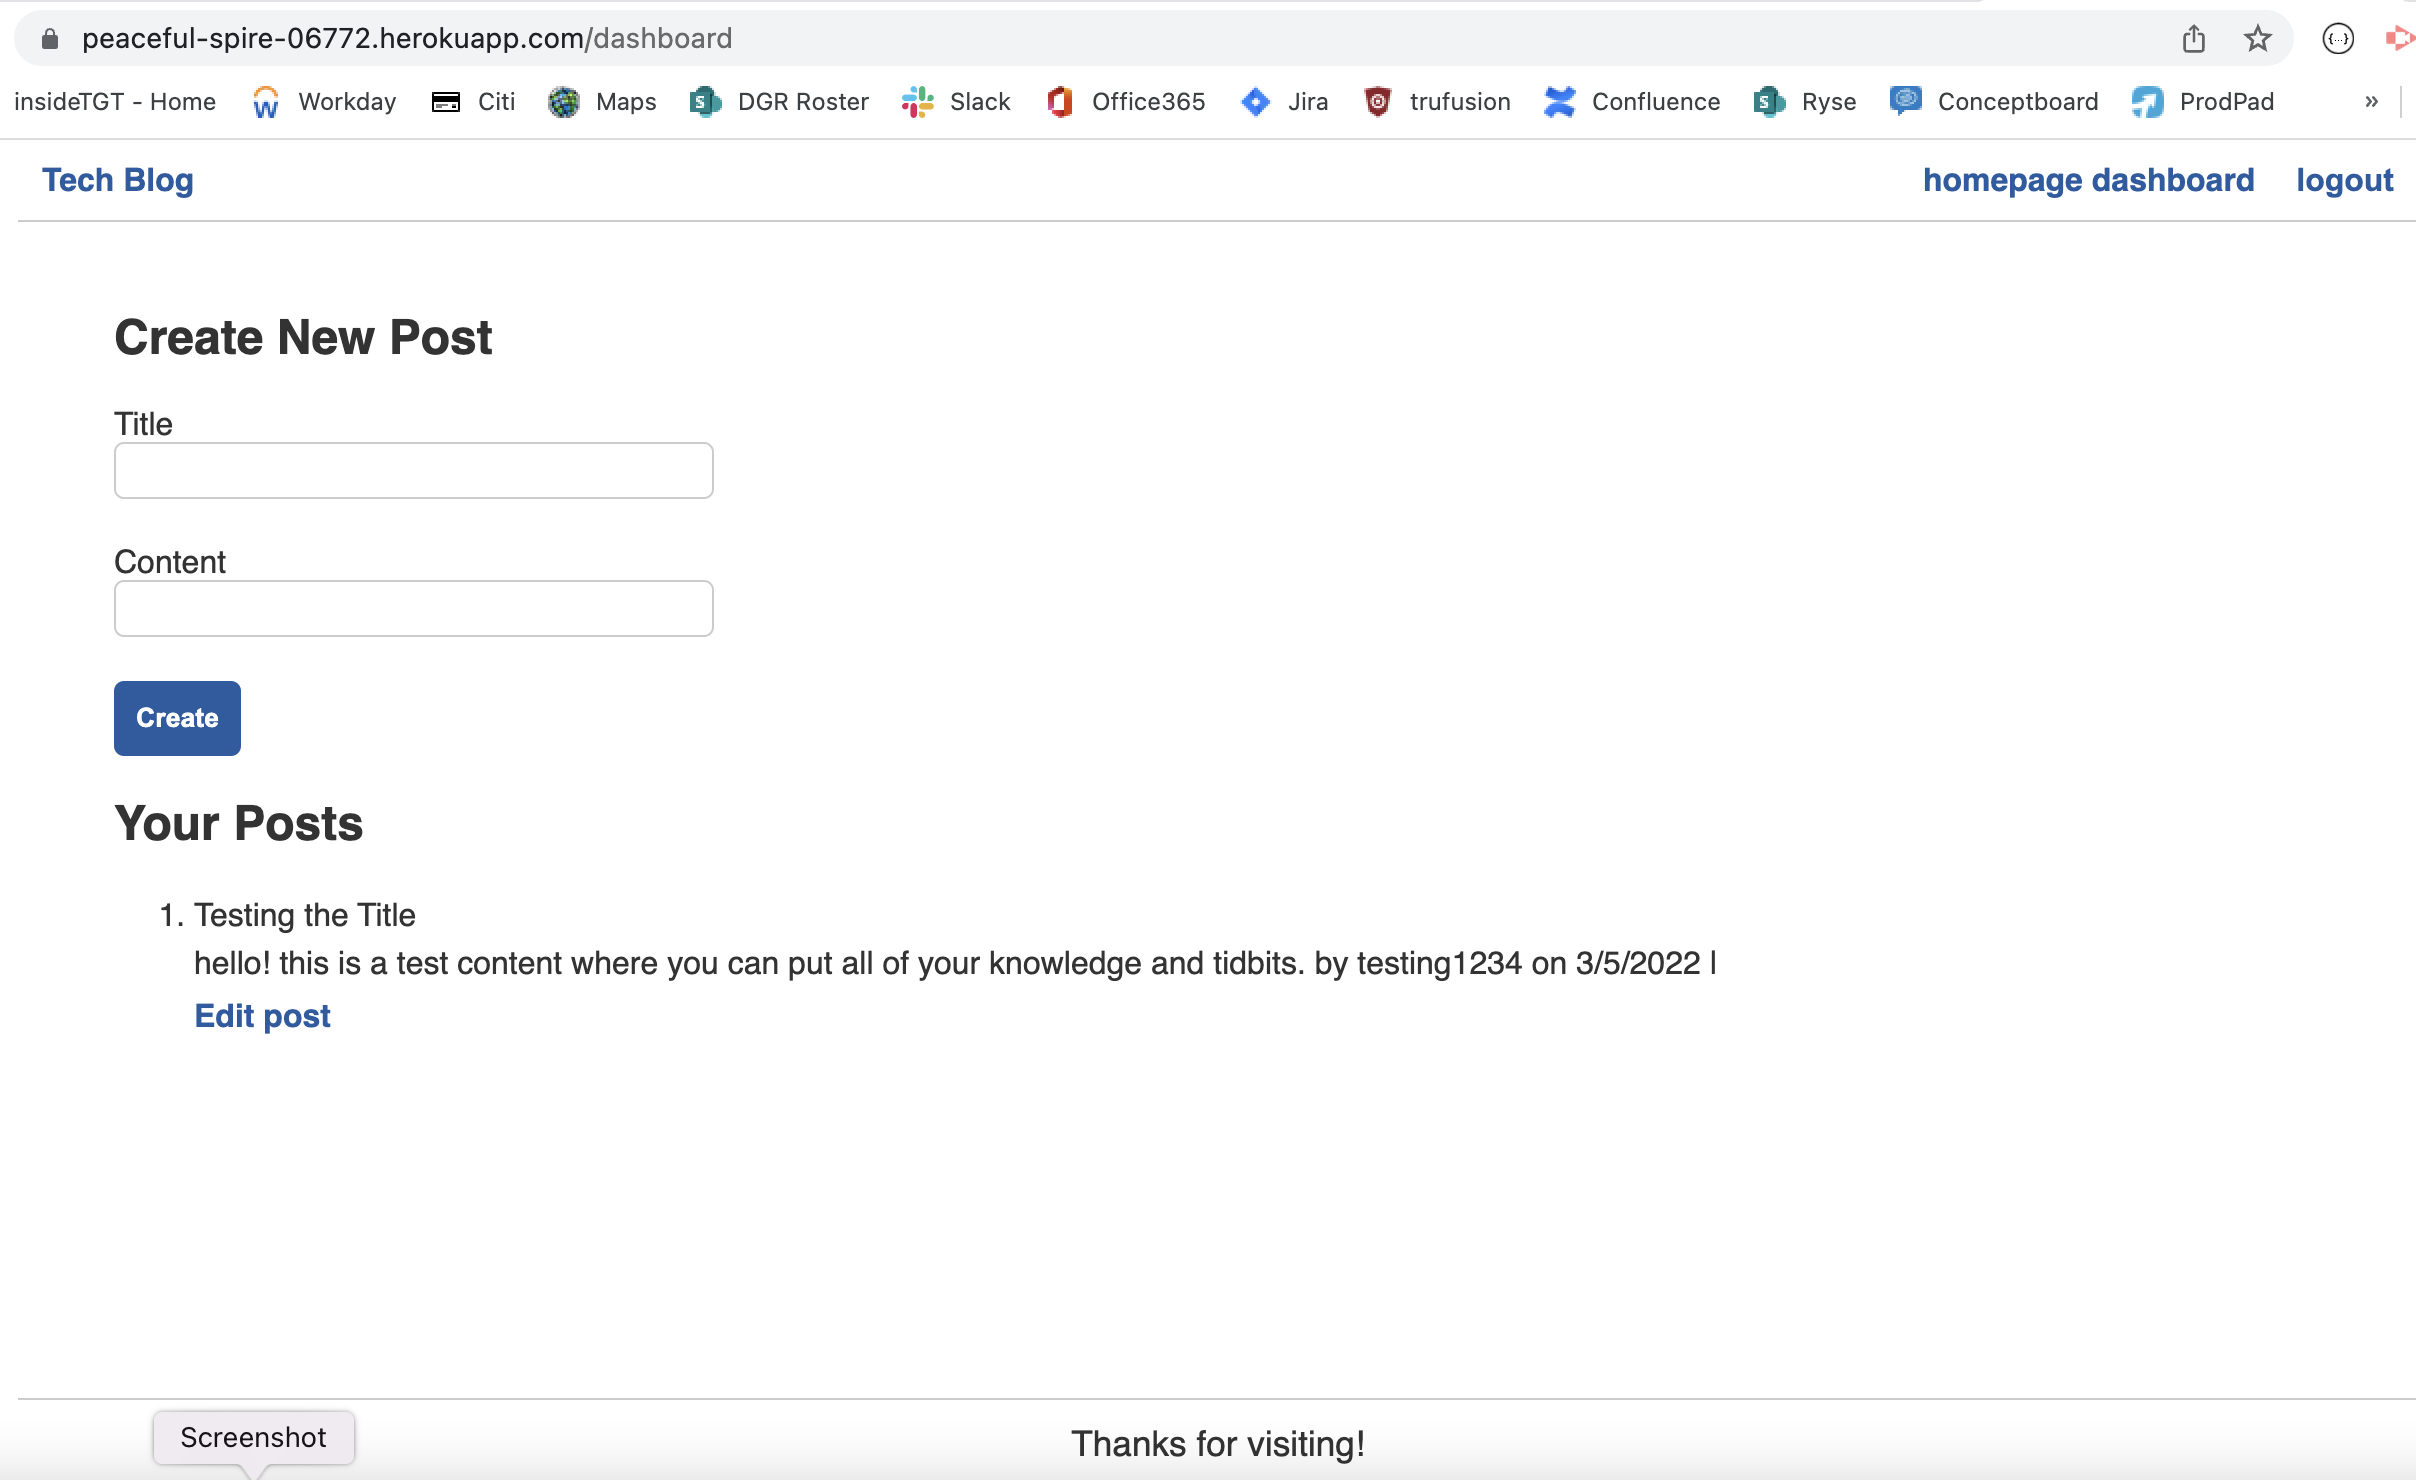 peaceful-spire-06772.herokuapp.com/dashboard
insideTGT - Home Workday Citi Maps DGR Roster Slack Office365 Jira trufusion Confluence Ryse Conceptboard ProdPad »
Tech Blog homepage dashboard logout
Create New Post
Title
Content
Create
Your Posts
1. Testing the Title
hello! this is a test content where you can put all of your knowledge and tidbits. by testing1234 on 3/5/2022 |
Edit post
Thanks for visiting!
Screenshot